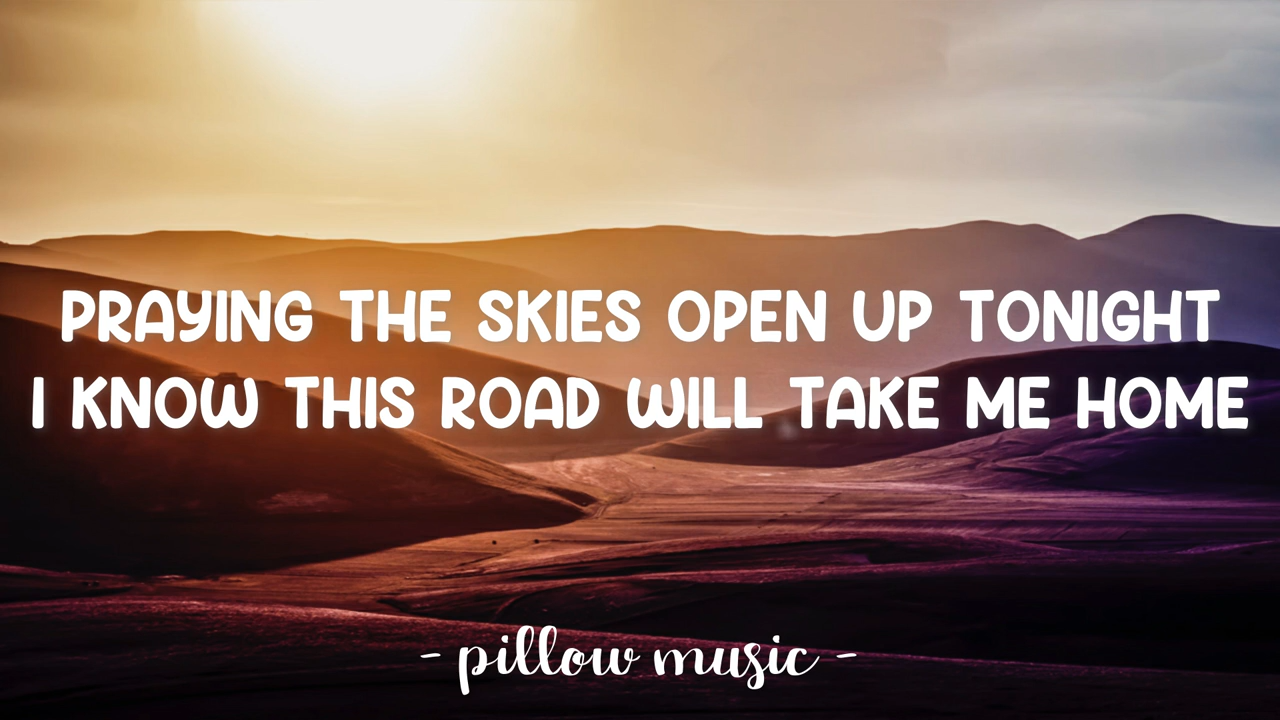 PRAYING THE SKIES OPEN UP TONIGHT
I KNOW THIS ROAD WILL TAKE ME HOME
- pillow music -